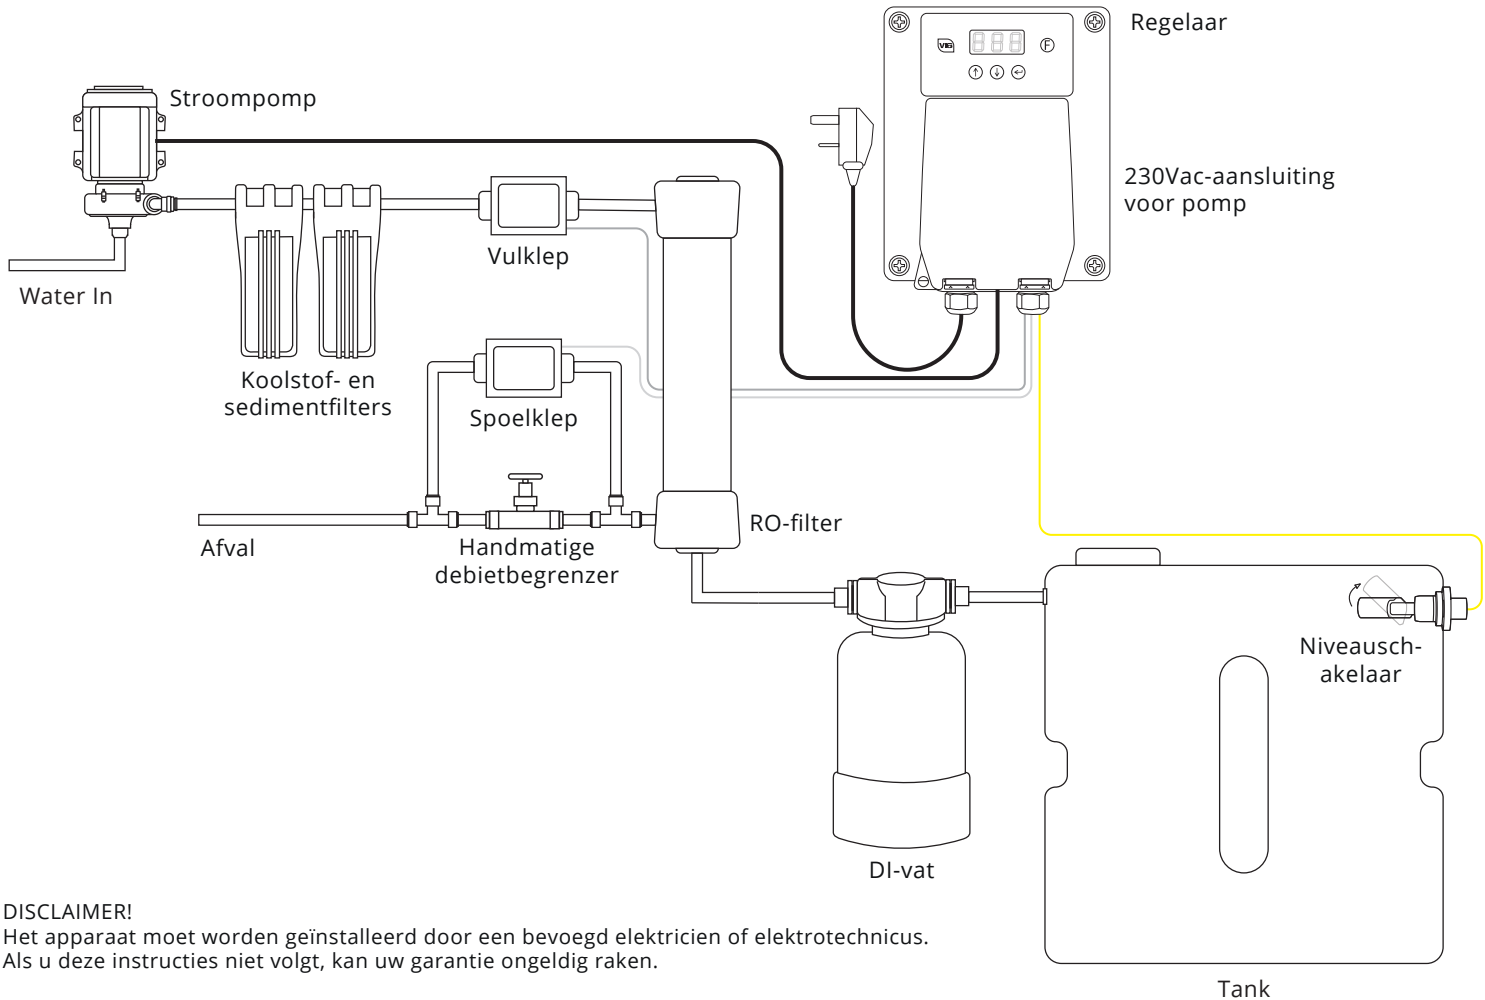 Regelaar
VIG
888
F
Stroompomp
230Vac-aansluiting
voor pomp
Vulklep
Water In
Koolstof- en
sedimentfilters
Spoelklep
RO-filter
Afval
Handmatige
debietbegrenzer
Niveausch-
akelaar
DI-vat
DISCLAIMER!
Het apparaat moet worden geïnstalleerd door een bevoegd elektricien of elektrotechnicus.
Als u deze instructies niet volgt, kan uw garantie ongeldig raken.
Tank